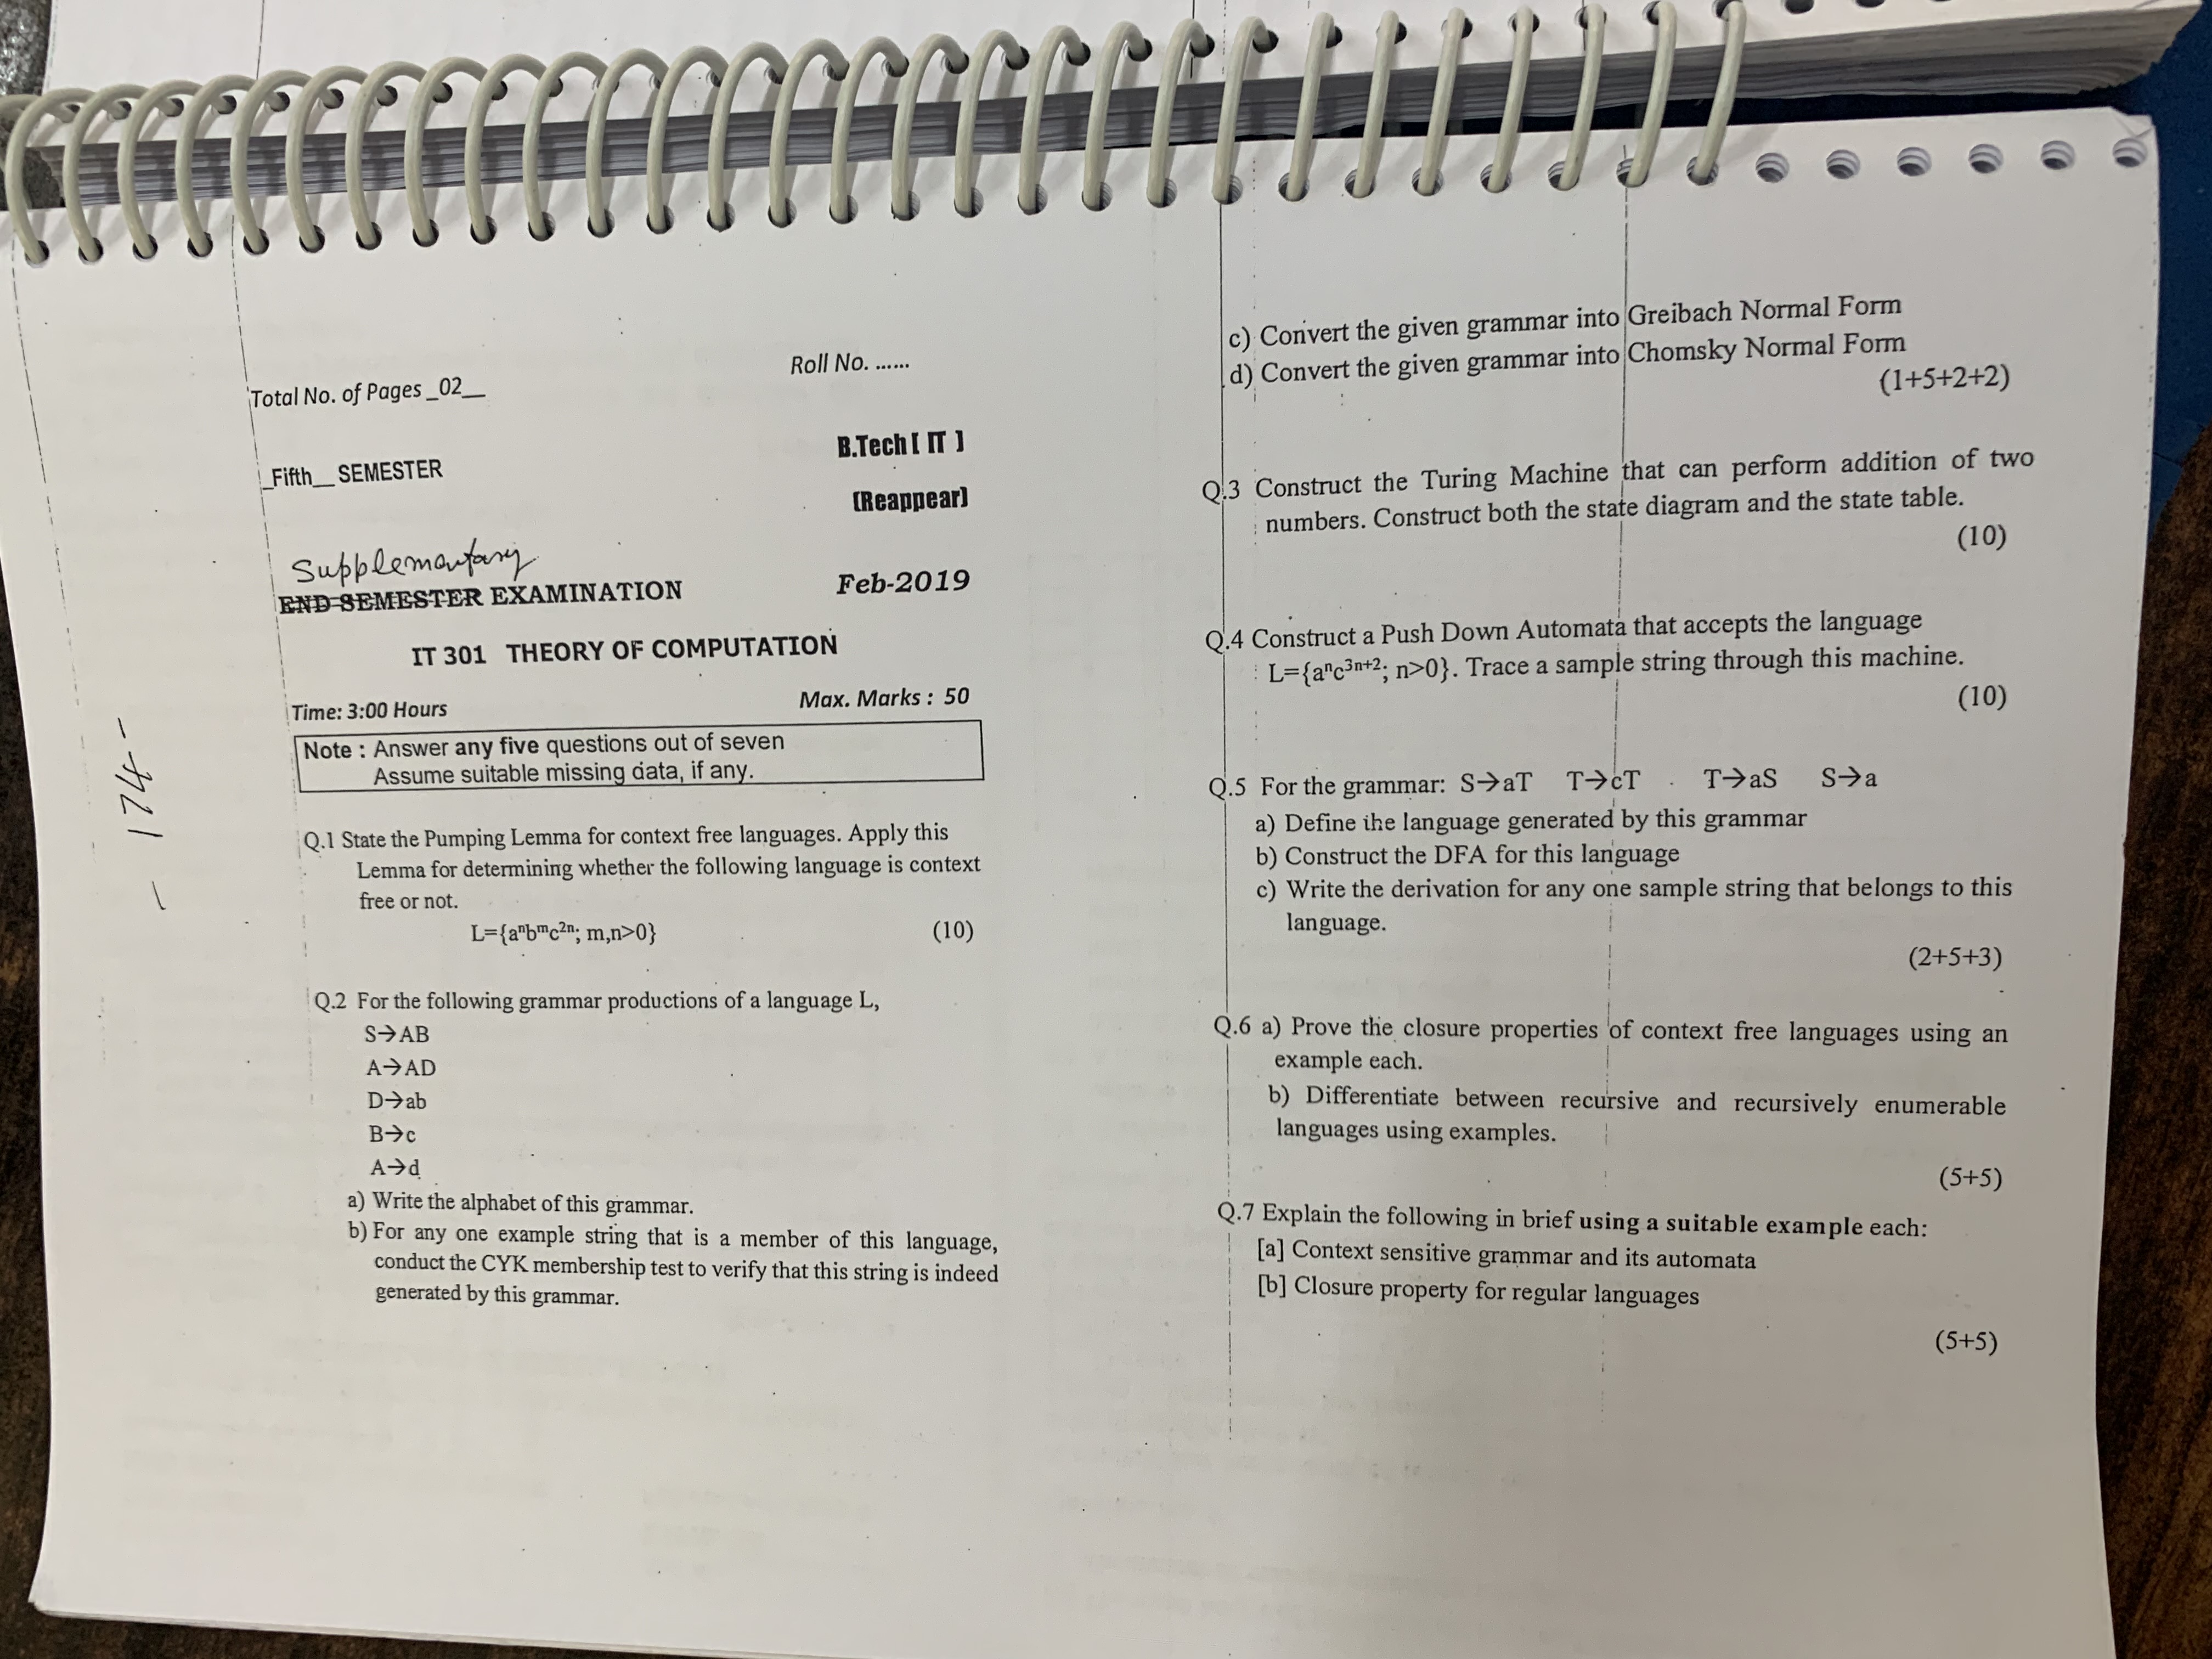 Total No. of Pages _02__
Roll No. ......
_Fifth__ SEMESTER
B.Tech [ IT ]
(Reappear)
Supplementary
END SEMESTER EXAMINATION
Feb-2019
IT 301 THEORY OF COMPUTATION
Time: 3:00 Hours
Max. Marks : 50
Note : Answer any five questions out of seven
Assume suitable missing data, if any.
Q.1 State the Pumping Lemma for context free languages. Apply this
Lemma for determining whether the following language is context
free or not.
L={aⁿbᵐc²ⁿ; m,n>0} (10)
Q.2 For the following grammar productions of a language L,
S→AB
A→AD
D→ab
B→c
A→d
a) Write the alphabet of this grammar.
b) For any one example string that is a member of this language,
conduct the CYK membership test to verify that this string is indeed
generated by this grammar.
- 174 -
c) Convert the given grammar into Greibach Normal Form
d) Convert the given grammar into Chomsky Normal Form
(1+5+2+2)
Q.3 Construct the Turing Machine that can perform addition of two
numbers. Construct both the state diagram and the state table.
(10)
Q.4 Construct a Push Down Automata that accepts the language
L={aⁿc³ⁿ⁺²; n>0}. Trace a sample string through this machine.
(10)
Q.5 For the grammar: S→aT T→cT T→aS S→a
a) Define the language generated by this grammar
b) Construct the DFA for this language
c) Write the derivation for any one sample string that belongs to this
language.
(2+5+3)
Q.6 a) Prove the closure properties of context free languages using an
example each.
b) Differentiate between recursive and recursively enumerable
languages using examples.
(5+5)
Q.7 Explain the following in brief using a suitable example each:
[a] Context sensitive grammar and its automata
[b] Closure property for regular languages
(5+5)